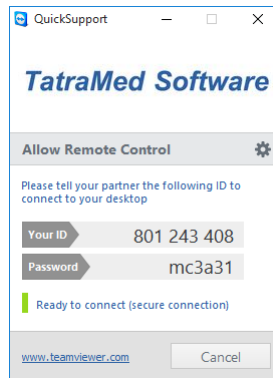 QuickSupport
TatraMed Software
Allow Remote Control
Please tell your partner the following ID to
connect to your desktop
Your ID 801 243 408
Password mc3a31
Ready to connect (secure connection)
www.teamviewer.com Cancel